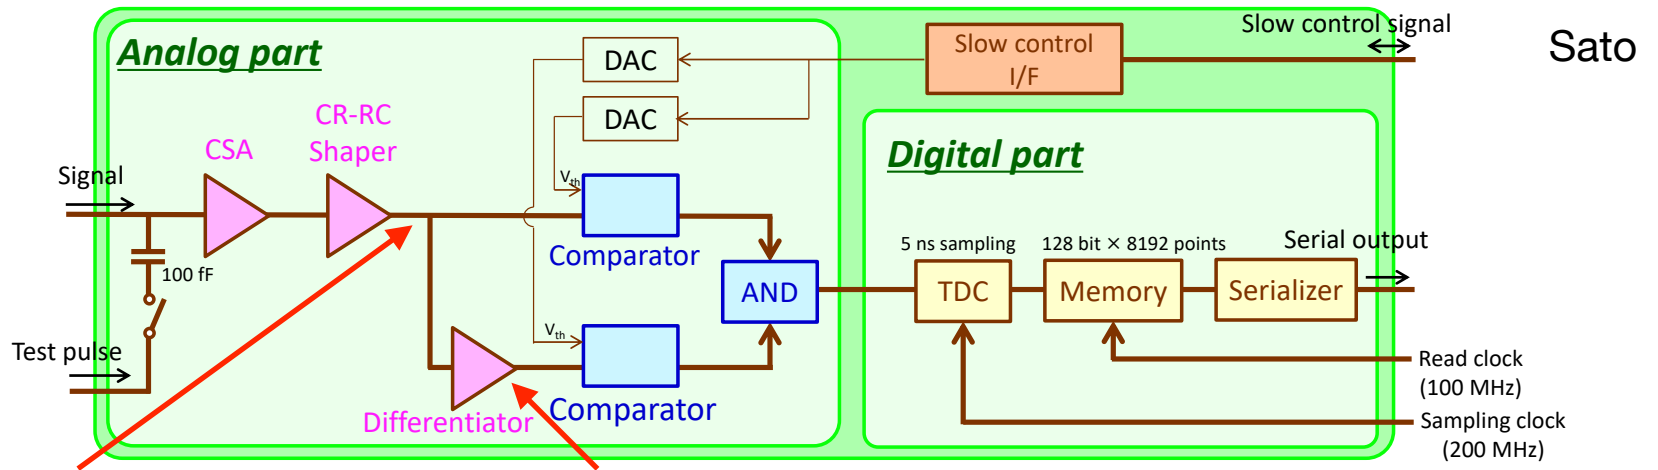 Slow control signal
Sato
Analog part
DAC
Slow control
I/F
DAC
CR-RC
Shaper
CSA
Digital part
Signal
Vth
Comparator
5 ns sampling
128 bit × 8192 points
Serial output
100 fF
AND
TDC
Memory
Serializer
Vth
Test pulse
Read clock
(100 MHz)
Differentiator
Comparator
Sampling clock
(200 MHz)